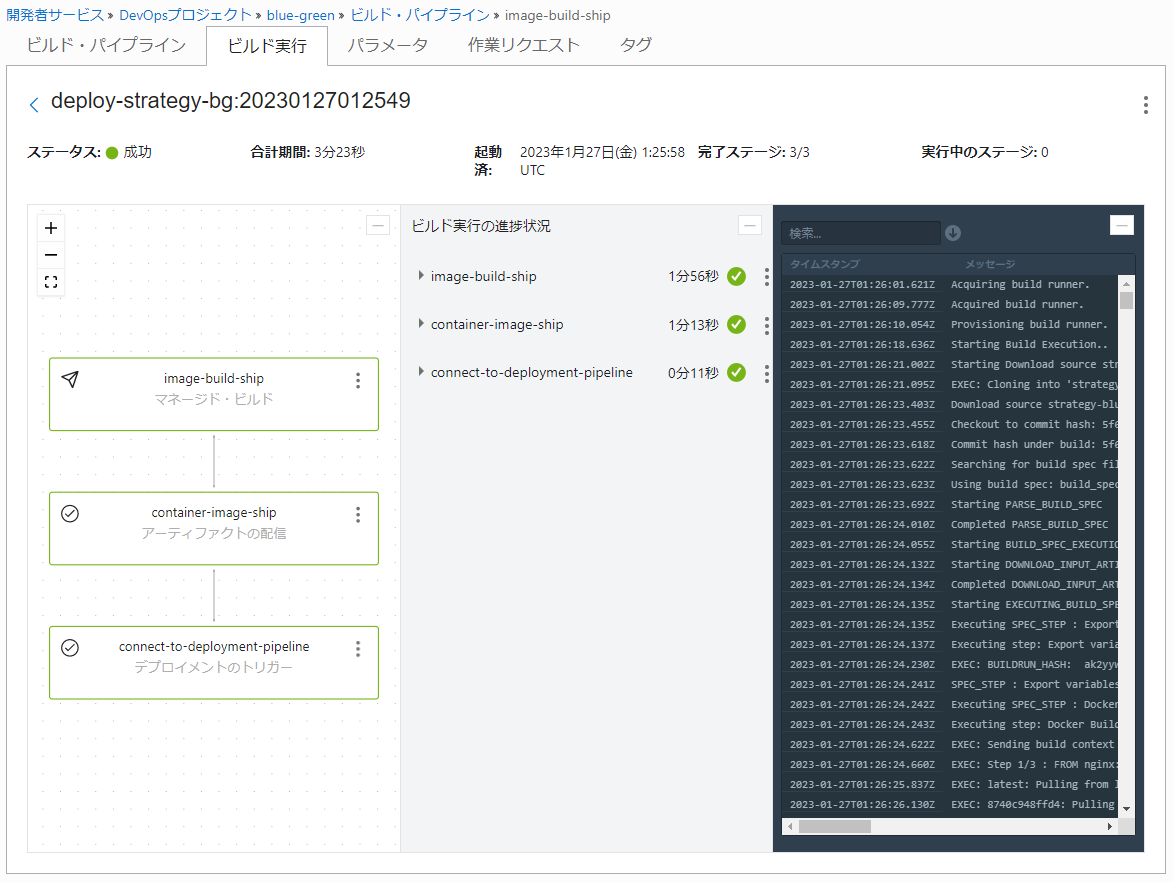 開発者サービス » DevOpsプロジェクト » blue-green » ビルド・パイプライン » image-build-ship
ビルド・パイプライン ビルド実行 パラメータ 作業リクエスト タグ
deploy-strategy-bg:20230127012549
ステータス: 成功 合計期間: 3分23秒 起動済: 2023年1月27日(金) 1:25:58 UTC 完了ステージ: 3/3 実行中のステージ: 0
image-build-ship
マネージド・ビルド
container-image-ship
アーティファクトの配信
connect-to-deployment-pipeline
デプロイメントのトリガー
ビルド実行の進捗状況
image-build-ship 1分56秒
container-image-ship 1分13秒
connect-to-deployment-pipeline 0分11秒
検索...
タイムスタンプ メッセージ
2023-01-27T01:26:01.621Z Acquiring build runner.
2023-01-27T01:26:09.777Z Acquired build runner.
2023-01-27T01:26:10.054Z Provisioning build runner.
2023-01-27T01:26:18.636Z Starting Build Execution..
2023-01-27T01:26:21.002Z Starting Download source str
2023-01-27T01:26:21.095Z EXEC: Cloning into 'strategy
2023-01-27T01:26:23.403Z Download source strategy-blu
2023-01-27T01:26:23.455Z Checkout to commit hash: 5f6
2023-01-27T01:26:23.618Z Commit hash under build: 5f6
2023-01-27T01:26:23.622Z Searching for build spec fil
2023-01-27T01:26:23.623Z Using build spec: build_spec
2023-01-27T01:26:23.692Z Starting PARSE_BUILD_SPEC
2023-01-27T01:26:24.010Z Completed PARSE_BUILD_SPEC
2023-01-27T01:26:24.055Z Starting BUILD_SPEC_EXECUTIO
2023-01-27T01:26:24.132Z Starting DOWNLOAD_INPUT_ARTI
2023-01-27T01:26:24.134Z Completed DOWNLOAD_INPUT_ART
2023-01-27T01:26:24.135Z Starting EXECUTING_BUILD_SPE
2023-01-27T01:26:24.135Z Executing SPEC_STEP : Export
2023-01-27T01:26:24.137Z Executing step: Export varia
2023-01-27T01:26:24.230Z EXEC: BUILDRUN_HASH: ak2yyw
2023-01-27T01:26:24.241Z SPEC_STEP : Export variables
2023-01-27T01:26:24.242Z Executing SPEC_STEP : Docker
2023-01-27T01:26:24.243Z Executing step: Docker Build
2023-01-27T01:26:24.622Z EXEC: Sending build context
2023-01-27T01:26:24.660Z EXEC: Step 1/3 : FROM nginx:
2023-01-27T01:26:25.837Z EXEC: latest: Pulling from l
2023-01-27T01:26:26.130Z EXEC: 8740c948ffd4: Pulling